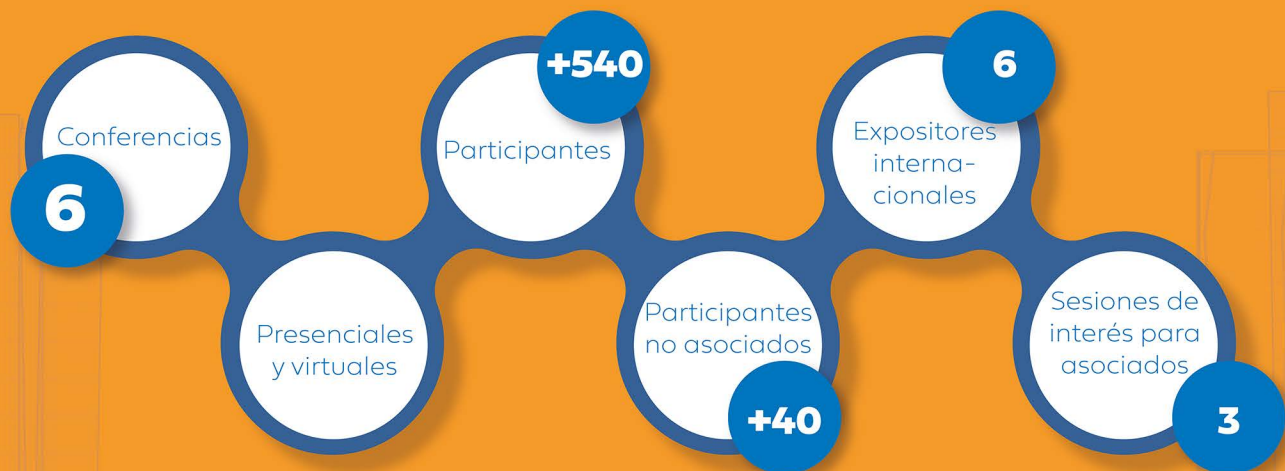 Conferencias
6
Presenciales
y virtuales
+540
Participantes
Participantes
no asociados
+40
6
Expositores
interna-
cionales
Sesiones de
interés para
asociados
3